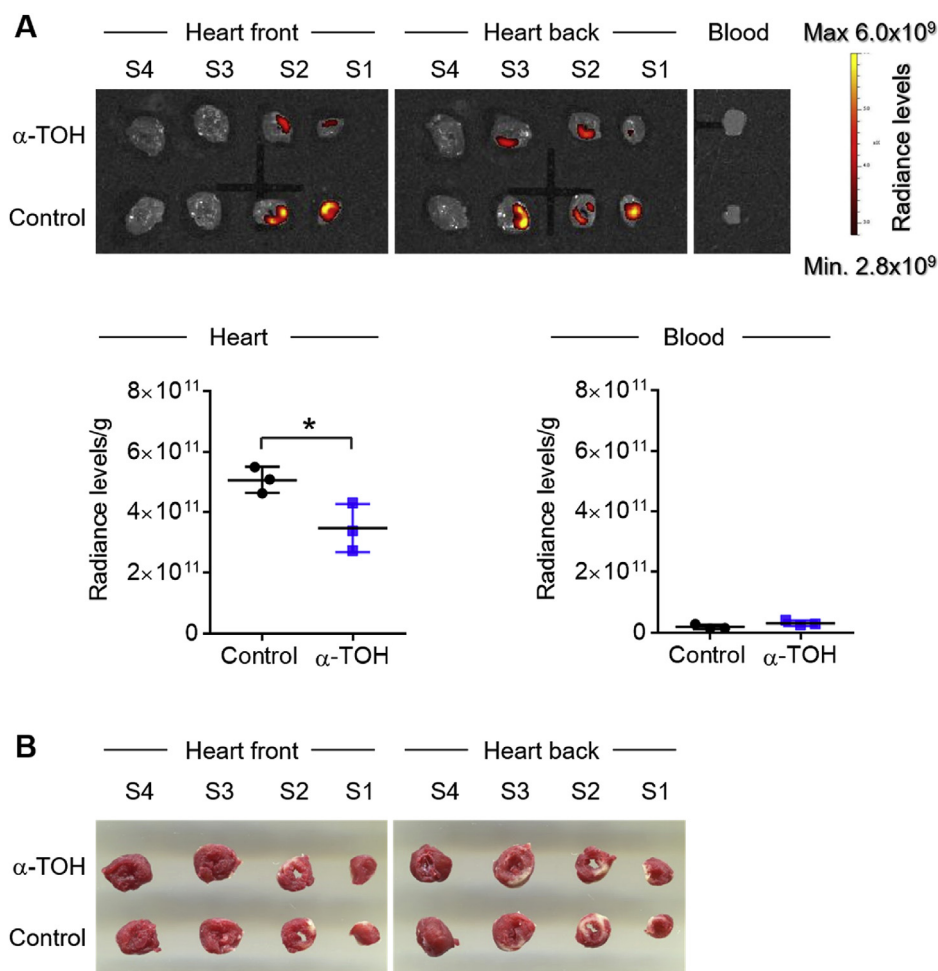 A
Heart front
Heart back
Blood
Max 6.0x10⁹
S4 S3 S2 S1
S4 S3 S2 S1
α-TOH
Control
Radiance levels
Min. 2.8x10⁹
Heart
Blood
8×10¹¹
6×10¹¹
4×10¹¹
2×10¹¹
0
Radiance levels/g
*
Control α-TOH
8×10¹¹
6×10¹¹
4×10¹¹
2×10¹¹
0
Radiance levels/g
Control α-TOH
B
Heart front
Heart back
S4 S3 S2 S1
S4 S3 S2 S1
α-TOH
Control